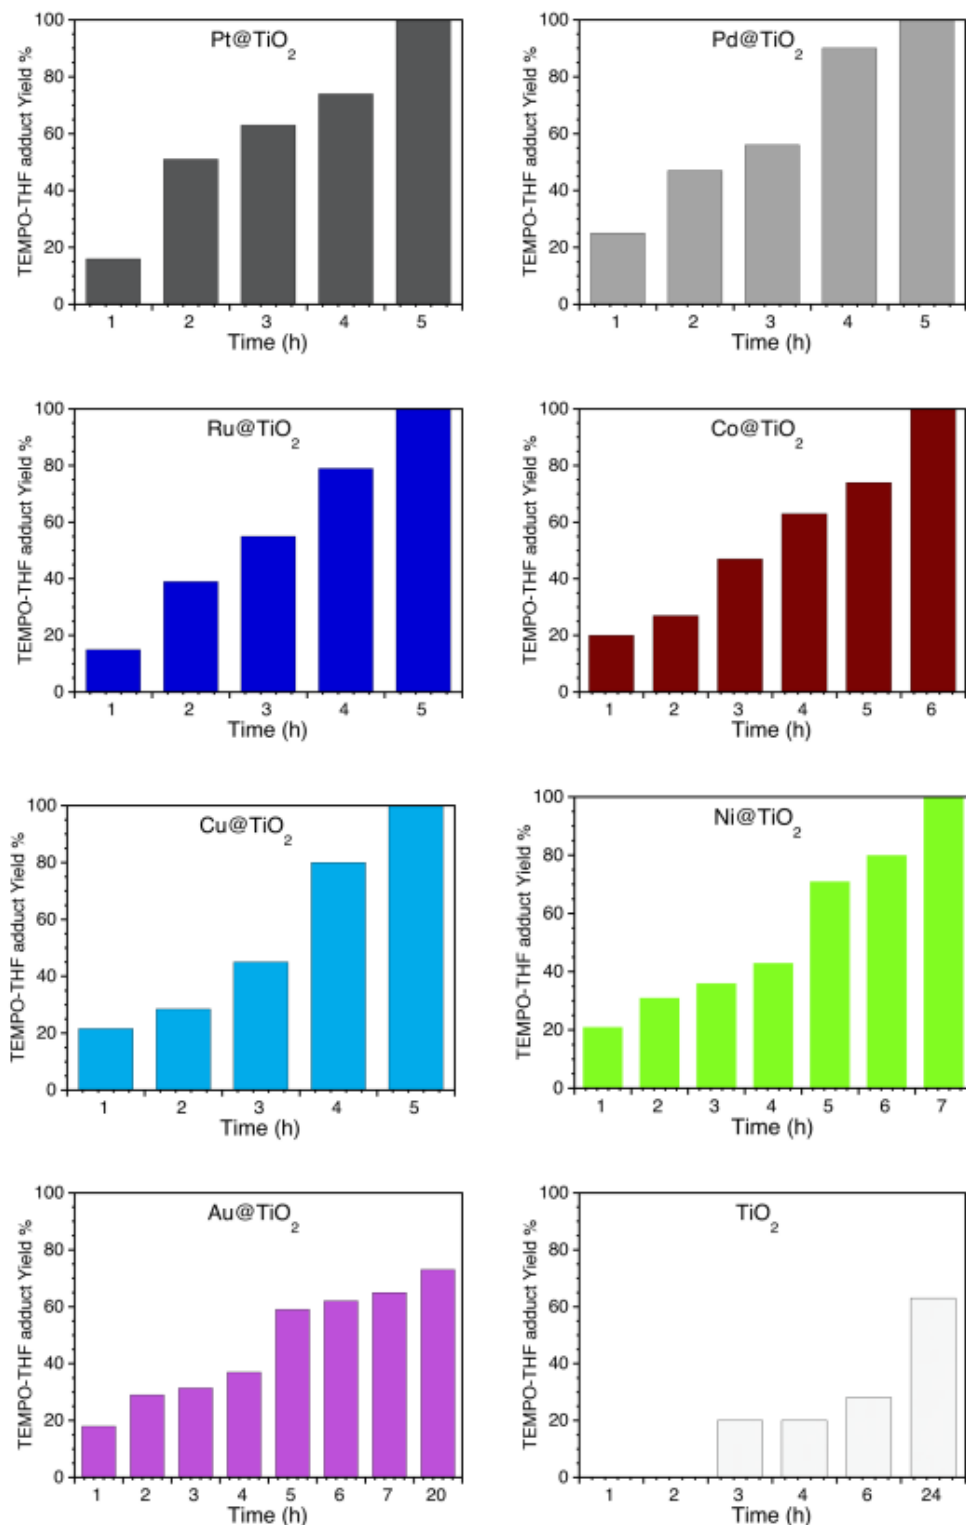 Pt@TiO2
TEMPO-THF adduct Yield %
100
80
60
40
20
0
1 2 3 4 5
Time (h)
Pd@TiO2
TEMPO-THF adduct Yield %
100
80
60
40
20
0
1 2 3 4 5
Time (h)
Ru@TiO2
TEMPO-THF adduct Yield %
100
80
60
40
20
0
1 2 3 4 5
Time (h)
Co@TiO2
TEMPO-THF adduct Yield %
100
80
60
40
20
0
1 2 3 4 5 6
Time (h)
Cu@TiO2
TEMPO-THF adduct Yield %
100
80
60
40
20
0
1 2 3 4 5
Time (h)
Ni@TiO2
TEMPO-THF adduct Yield %
100
80
60
40
20
0
1 2 3 4 5 6 7
Time (h)
Au@TiO2
TEMPO-THF adduct Yield %
100
80
60
40
20
0
1 2 3 4 5 6 7 20
Time (h)
TiO2
TEMPO-THF adduct Yield %
100
80
60
40
20
0
1 2 3 4 6 24
Time (h)